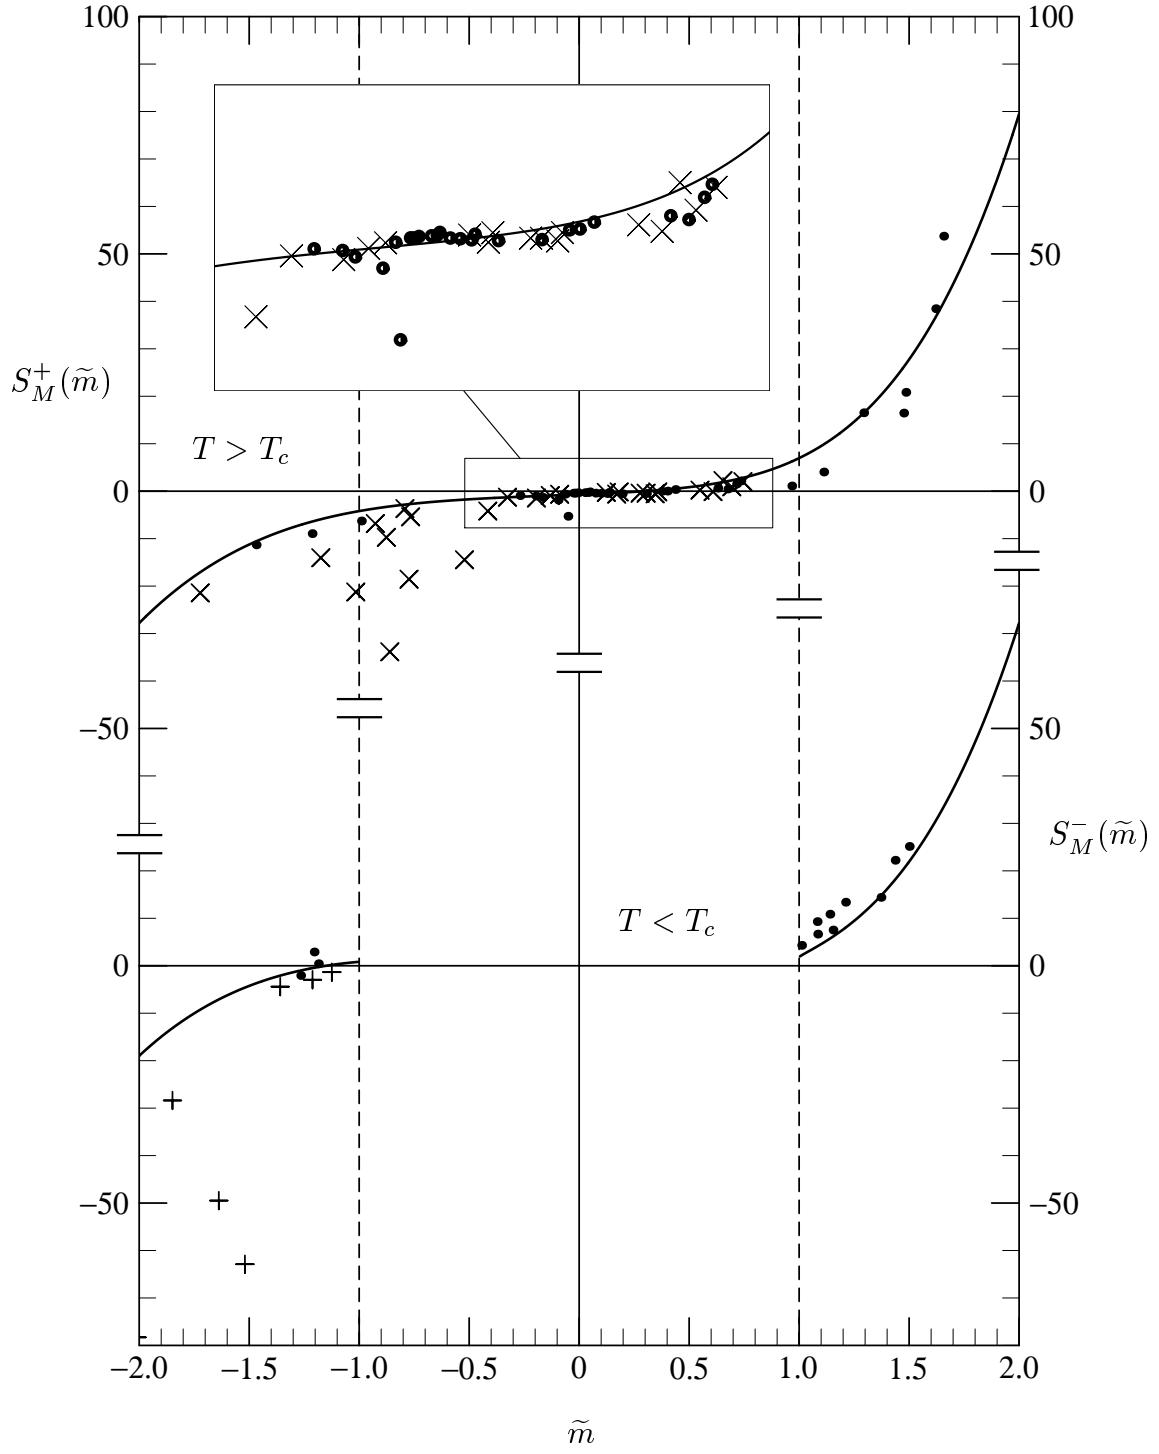 100 100
50 50
$S_M^+(\widetilde{m})$
$T > T_c$
0 0
−50 50
$S_M^-(\widetilde{m})$
$T < T_c$
0 0
−50 −50
−2.0 −1.5 −1.0 −0.5 0 0.5 1.0 1.5 2.0
$\widetilde{m}$